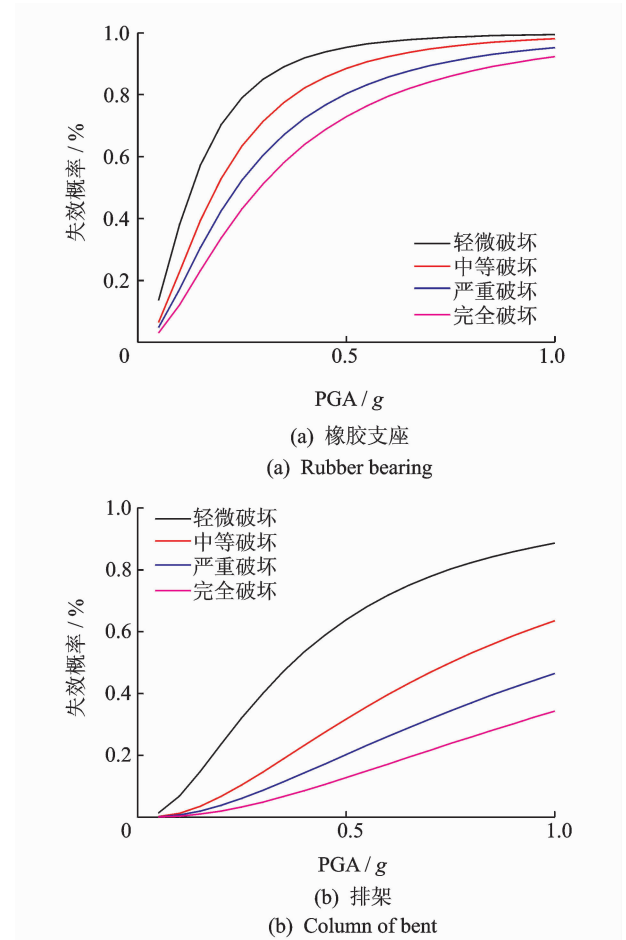 1.0
0.8
0.6
0.4
0.2
0
0.5
1.0
失效概率 / %
轻微破坏
中等破坏
严重破坏
完全破坏
PGA / g
(a) 橡胶支座
(a) Rubber bearing
1.0
0.8
0.6
0.4
0.2
0
0.5
1.0
失效概率 / %
轻微破坏
中等破坏
严重破坏
完全破坏
PGA / g
(b) 排架
(b) Column of bent